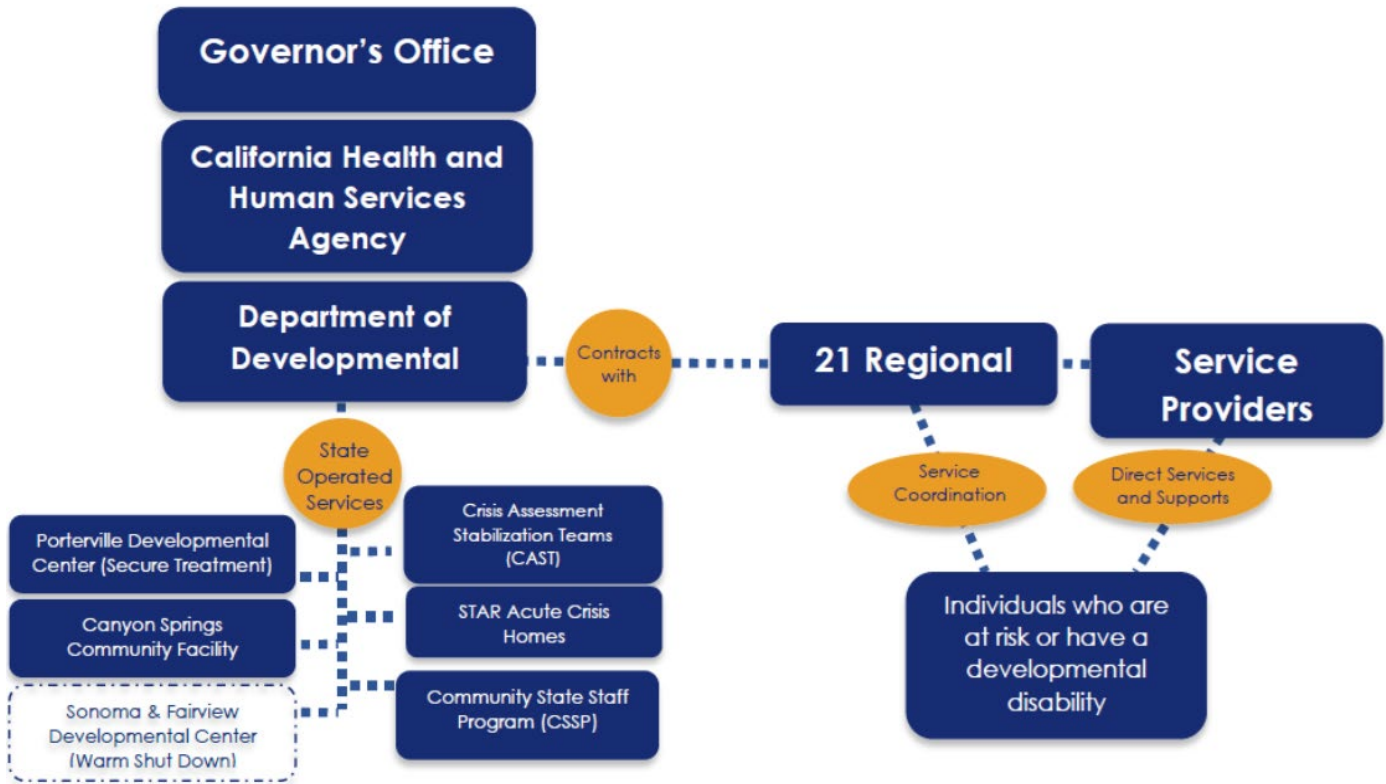 Governor's Office
California Health and
Human Services
Agency
Department of
Developmental
Contracts
with
21 Regional
Service
Providers
State
Operated
Services
Service
Coordination
Direct Services
and Supports
Porterville Developmental
Center (Secure Treatment)
Crisis Assessment
Stabilization Teams
(CAST)
Canyon Springs
Community Facility
STAR Acute Crisis
Homes
Sonoma & Fairview
Developmental Center
(Warm Shut Down)
Community State Staff
Program (CSSP)
Individuals who are
at risk or have a
developmental
disability